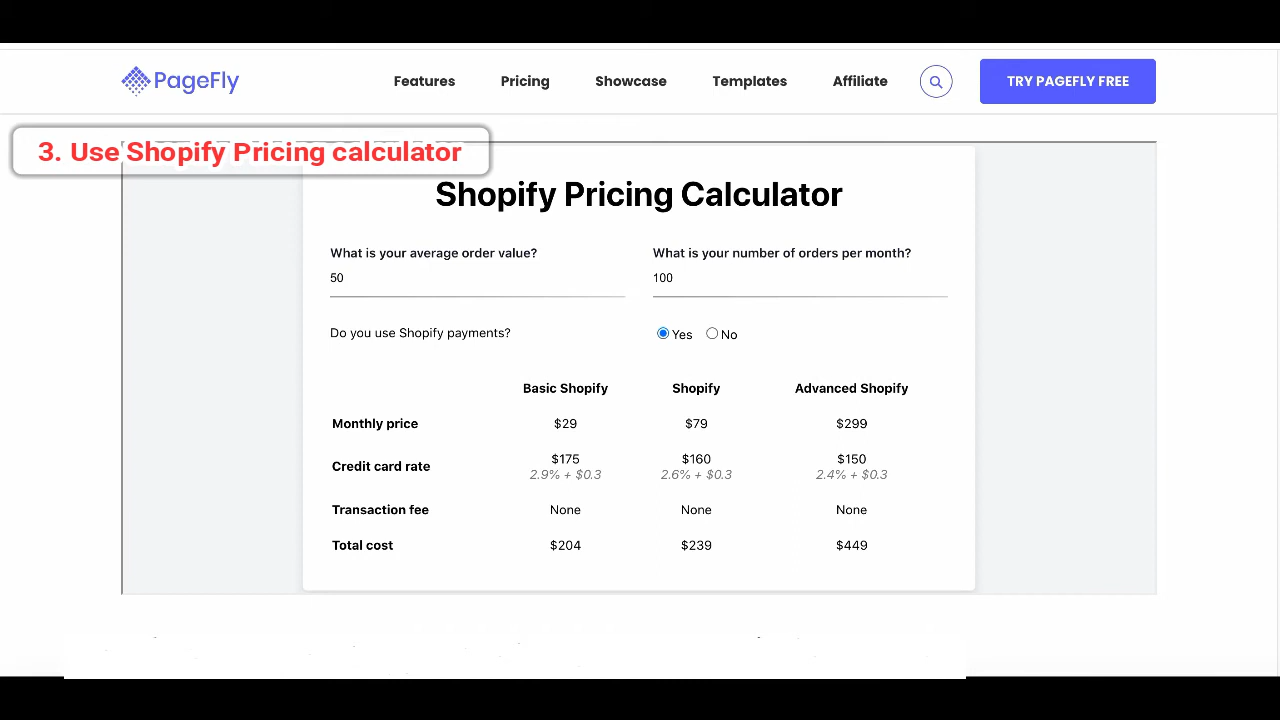 PageFly
Features Pricing Showcase Templates Affiliate TRY PAGEFLY FREE
3. Use Shopify Pricing calculator
Shopify Pricing Calculator
What is your average order value? What is your number of orders per month?
50 100
Do you use Shopify payments? Yes No
Basic Shopify Shopify Advanced Shopify
Monthly price $29 $79 $299
Credit card rate $175 $160 $150
2.9% + $0.3 2.6% + $0.3 2.4% + $0.3
Transaction fee None None None
Total cost $204 $239 $449